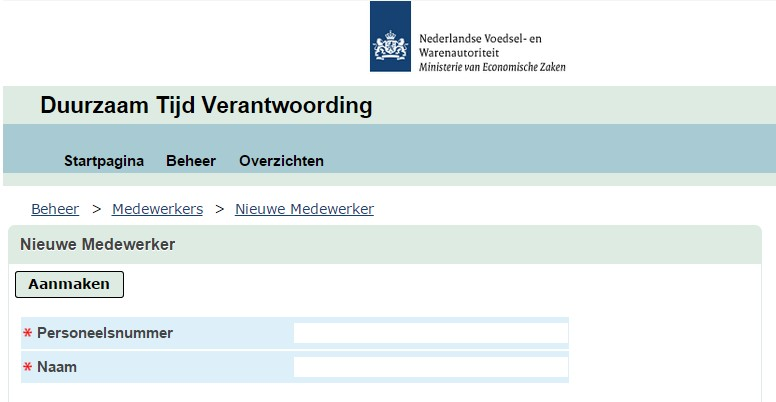 Nederlandse Voedsel- en
Warenautoriteit
Ministerie van Economische Zaken
Duurzaam Tijd Verantwoording
Startpagina Beheer Overzichten
Beheer > Medewerkers > Nieuwe Medewerker
Nieuwe Medewerker
Aanmaken
* Personeelsnummer
* Naam